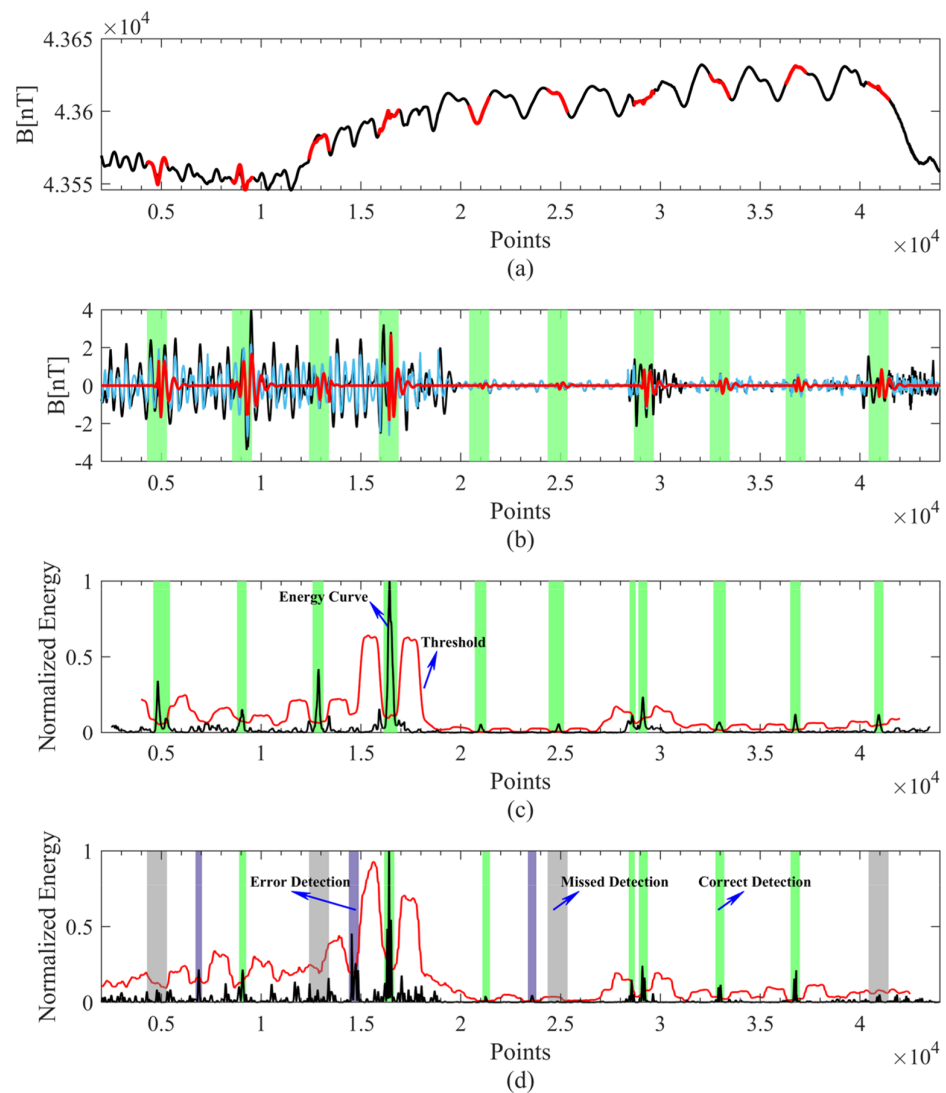 ×10⁴
4.365
4.36
4.355
B[nT]
0.5 1 1.5 2 2.5 3 3.5 4
Points
×10⁴
(a)
4
2
0
-2
-4
B[nT]
0.5 1 1.5 2 2.5 3 3.5 4
Points
×10⁴
(b)
1
0.5
0
Normalized Energy
Energy Curve
Threshold
0.5 1 1.5 2 2.5 3 3.5 4
Points
×10⁴
(c)
1
0.5
0
Normalized Energy
Error Detection Missed Detection Correct Detection
0.5 1 1.5 2 2.5 3 3.5 4
Points
×10⁴
(d)